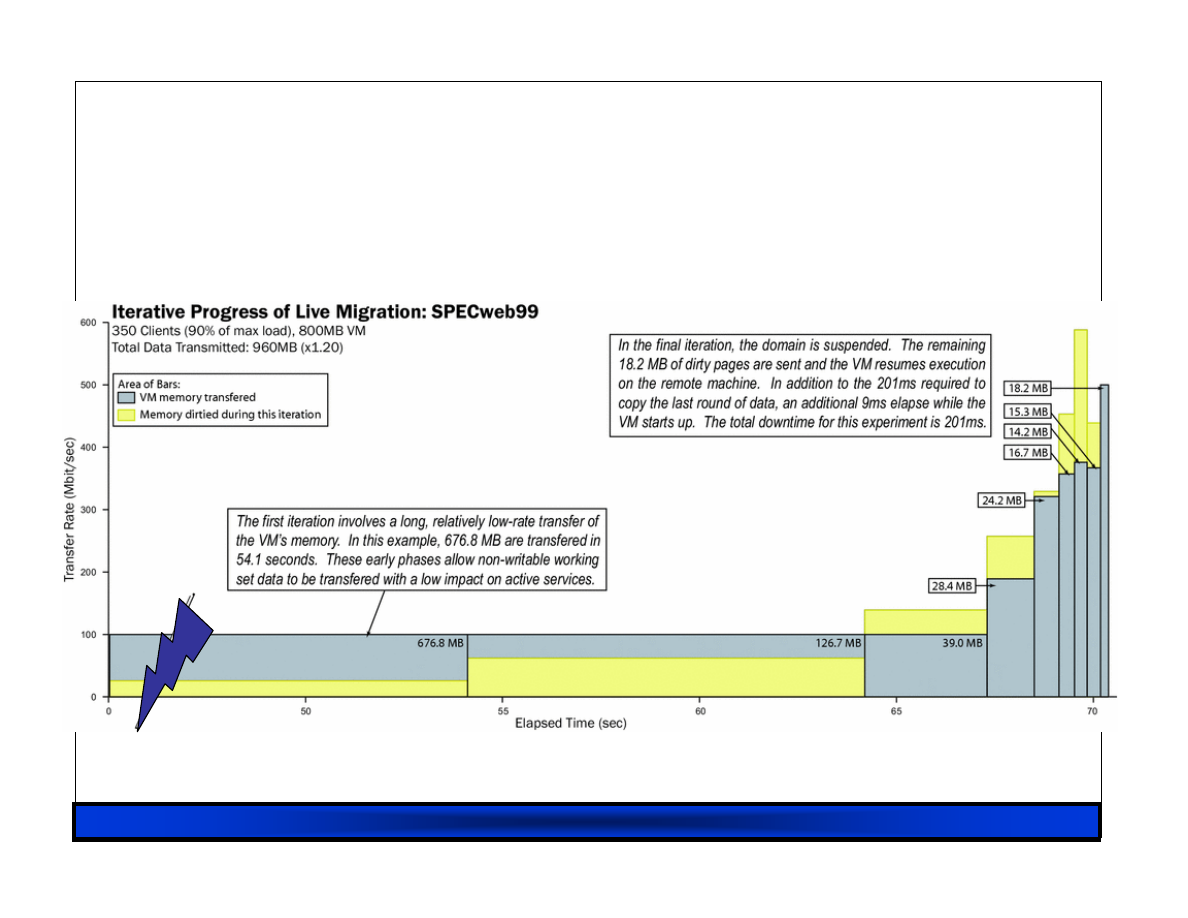 Iterative Progress of Live Migration: SPECweb99
350 Clients (90% of max load), 800MB VM
Total Data Transmitted: 960MB (x1.20)
Area of Bars:
VM memory transfered
Memory dirtied during this iteration
In the final iteration, the domain is suspended. The remaining
18.2 MB of dirty pages are sent and the VM resumes execution
on the remote machine. In addition to the 201ms required to
copy the last round of data, an additional 9ms elapse while the
VM starts up. The total downtime for this experiment is 201ms.
The first iteration involves a long, relatively low-rate transfer of
the VM's memory. In this example, 676.8 MB are transfered in
54.1 seconds. These early phases allow non-writable working
set data to be transfered with a low impact on active services.
Transfer Rate (Mbit/sec)
600
500
400
300
200
100
0
676.8 MB
126.7 MB
39.0 MB
28.4 MB
24.2 MB
16.7 MB
14.2 MB
15.3 MB
18.2 MB
0
50
55
60
65
70
Elapsed Time (sec)